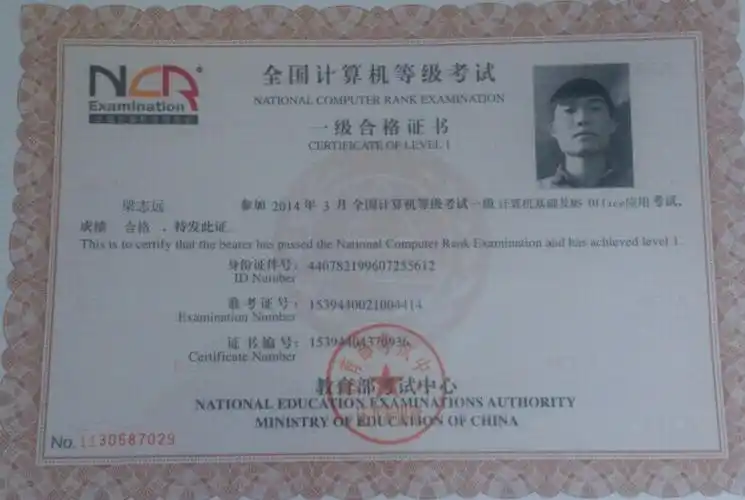 NCR
Examination
全国计算机等级考试
NATIONAL COMPUTER RANK EXAMINATION
一级合格证书
CERTIFICATE OF LEVEL 1
梁志远 参加 2014 年 3 月 全国计算机等级考试一级 计算机基础及MS Office应用 考试,
成绩 合格 ,特发此证.
This is to certify that the bearer has passed the National Computer Rank Examination and has achieved level 1.
身份证件号: 440782199607255612
ID Number
准考证号: 1539440021004414
Examination Number
证书编号:
Certificate Number
教育部考试中心
NATIONAL EDUCATION EXAMINATIONS AUTHORITY
MINISTRY OF EDUCATION OF CHINA
No. 1130587029